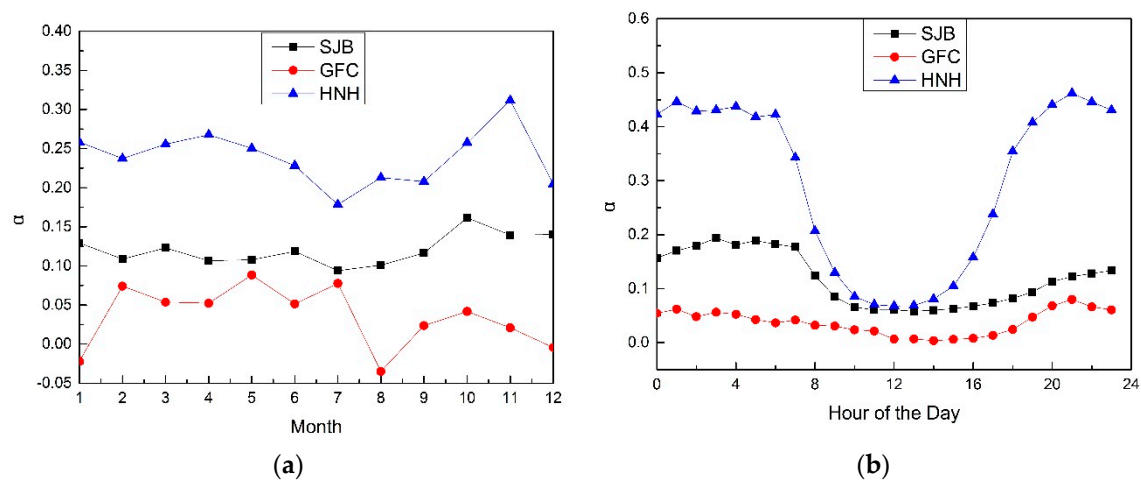 0.40
0.35
0.30
0.25
0.20
0.15
0.10
0.05
0.00
-0.05
α
SJB
GFC
HNH
1 2 3 4 5 6 7 8 9 10 11 12
Month
(a)
0.6
0.5
0.4
0.3
0.2
0.1
0.0
α
SJB
GFC
HNH
0 4 8 12 16 20 24
Hour of the Day
(b)